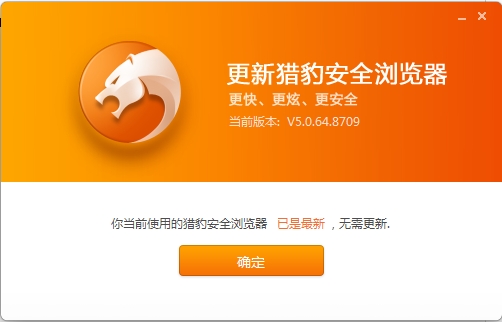 更新猎豹安全浏览器
更快、更炫、更安全
当前版本: V5.0.64.8709
你当前使用的猎豹安全浏览器 已是最新 , 无需更新.
确定